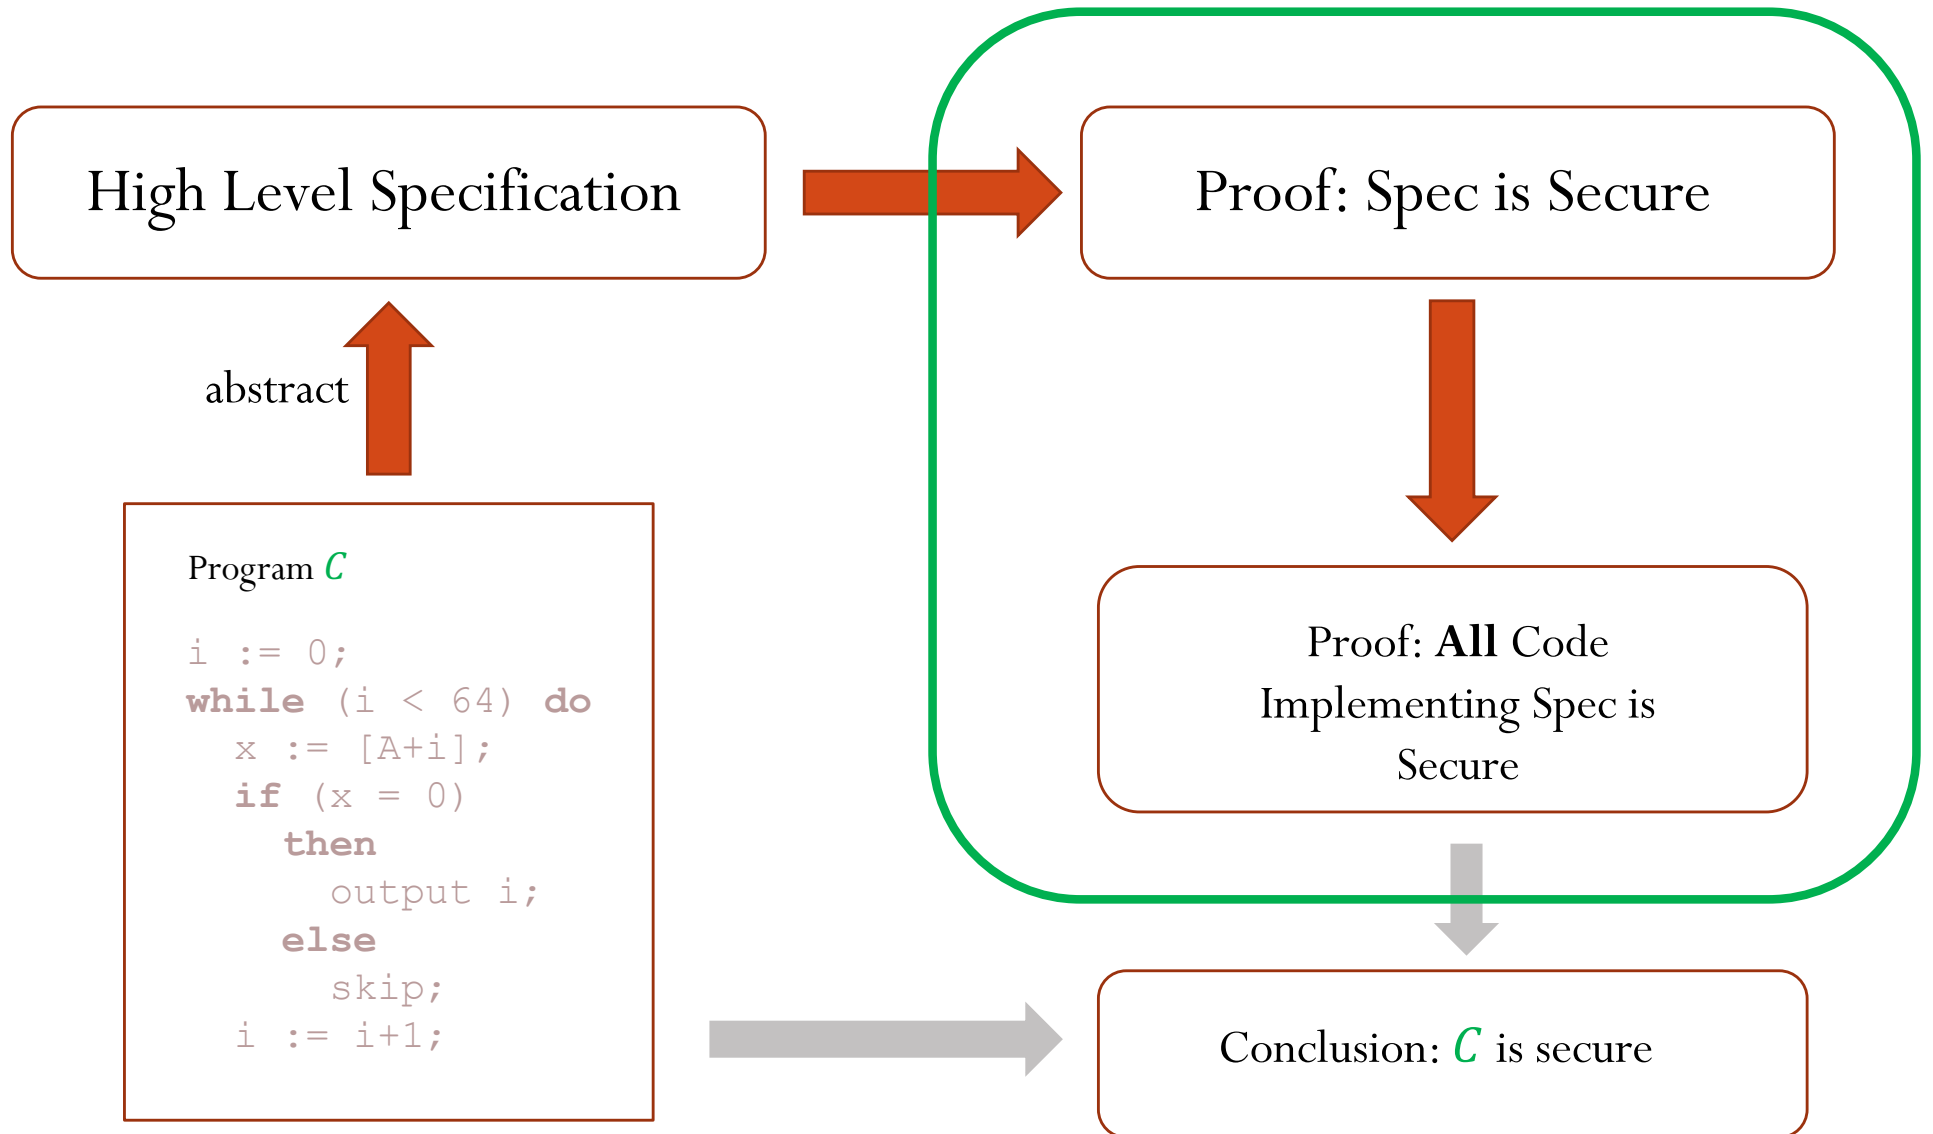 High Level Specification
Proof: Spec is Secure
abstract
Program C
i := 0;
while (i < 64) do
x := [A+i];
if (x = 0)
then
output i;
else
skip;
i := i+1;
Proof: All Code
Implementing Spec is
Secure
Conclusion: C is secure